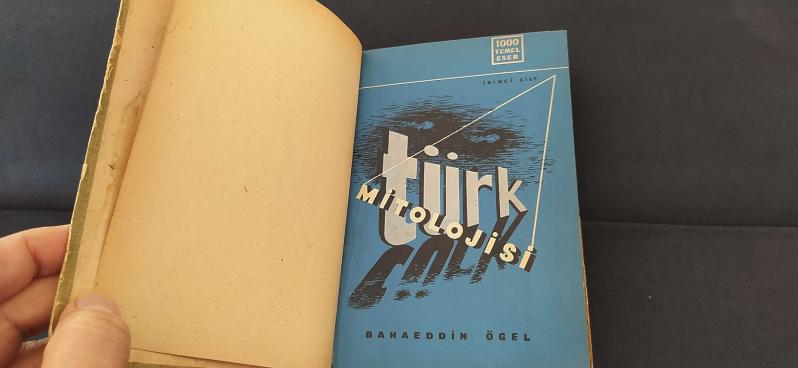 1000
TEMEL
ESER
İKİNCİ CİLT
türk
MİTOLOJİSİ
BAHAEDDİN ÖGEL